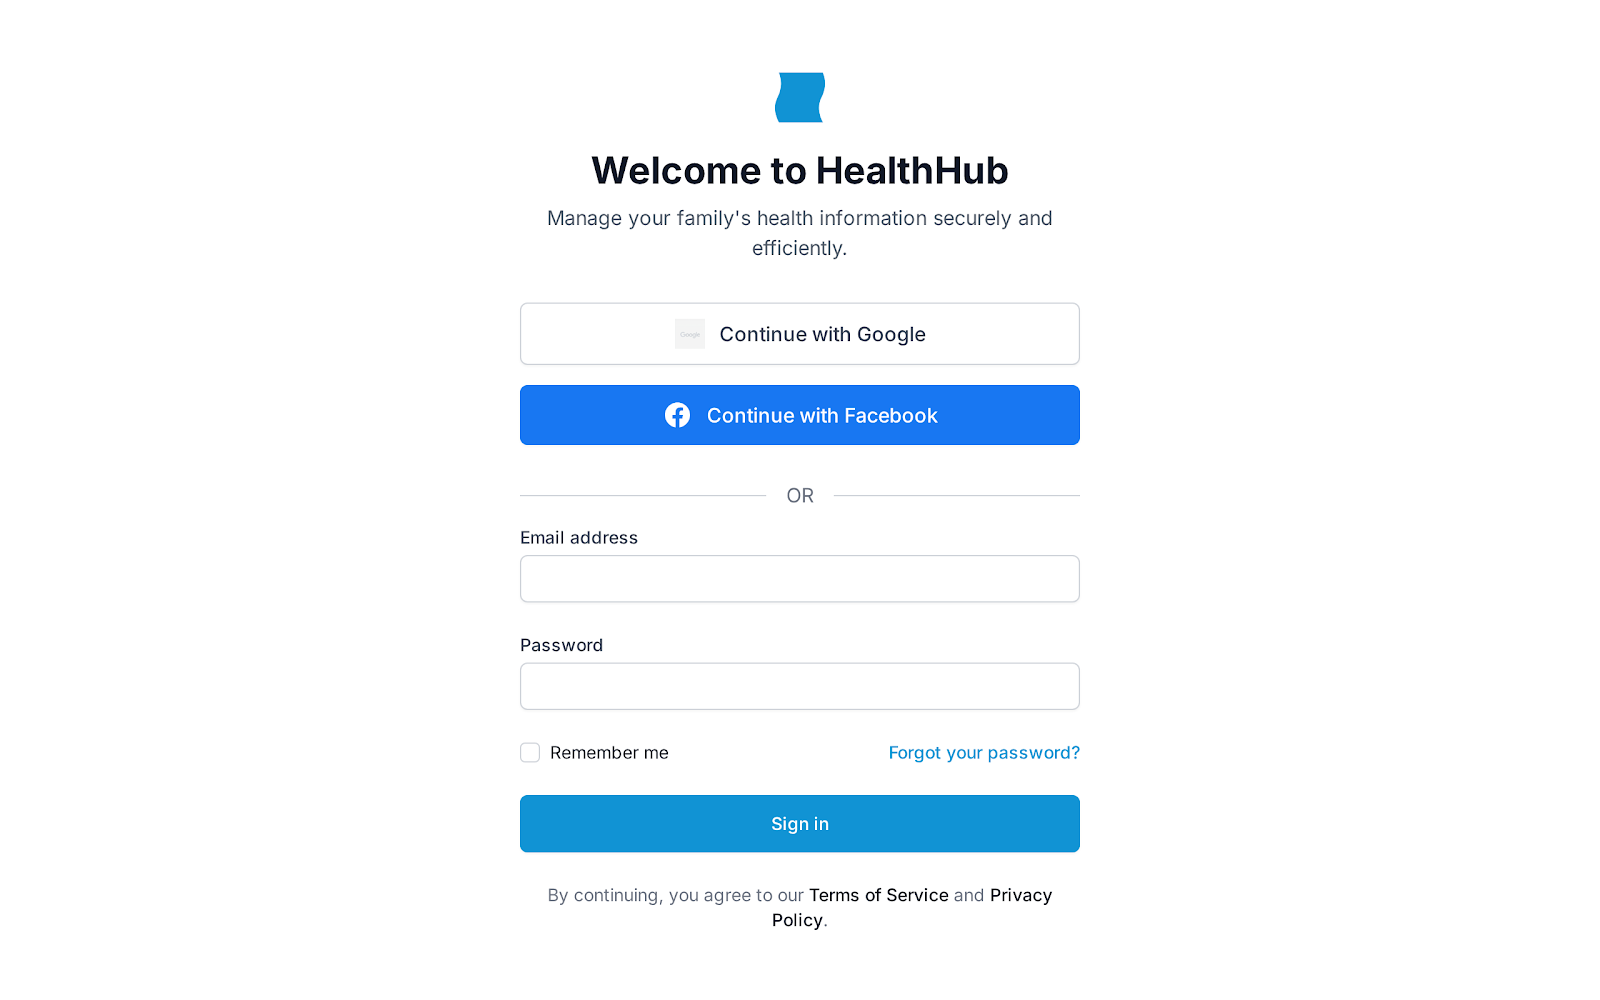 Welcome to HealthHub
Manage your family's health information securely and
efficiently.
Google
Continue with Google
Continue with Facebook
OR
Email address
Password
Remember me
Forgot your password?
Sign in
By continuing, you agree to our Terms of Service and Privacy
Policy.